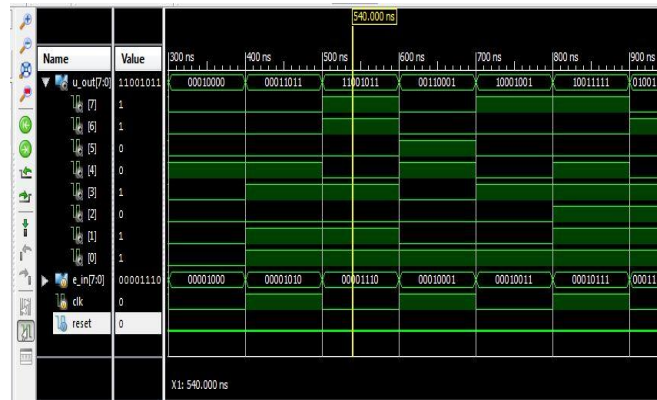 540.000 ns
Name Value
300 ns 400 ns 500 ns 600 ns 700 ns 800 ns 900 ns
u_out[7:0] 11001011 00010000 00011011 11001011 00110001 10001001 10011111 01001
[7] 1
[6] 1
[5] 0
[4] 0
[3] 1
[2] 0
[1] 1
[0] 1
e_in[7:0] 00001110 00001000 00001010 00001110 00010001 00010011 00010111 00011
clk 0
reset 0
X1: 540.000 ns